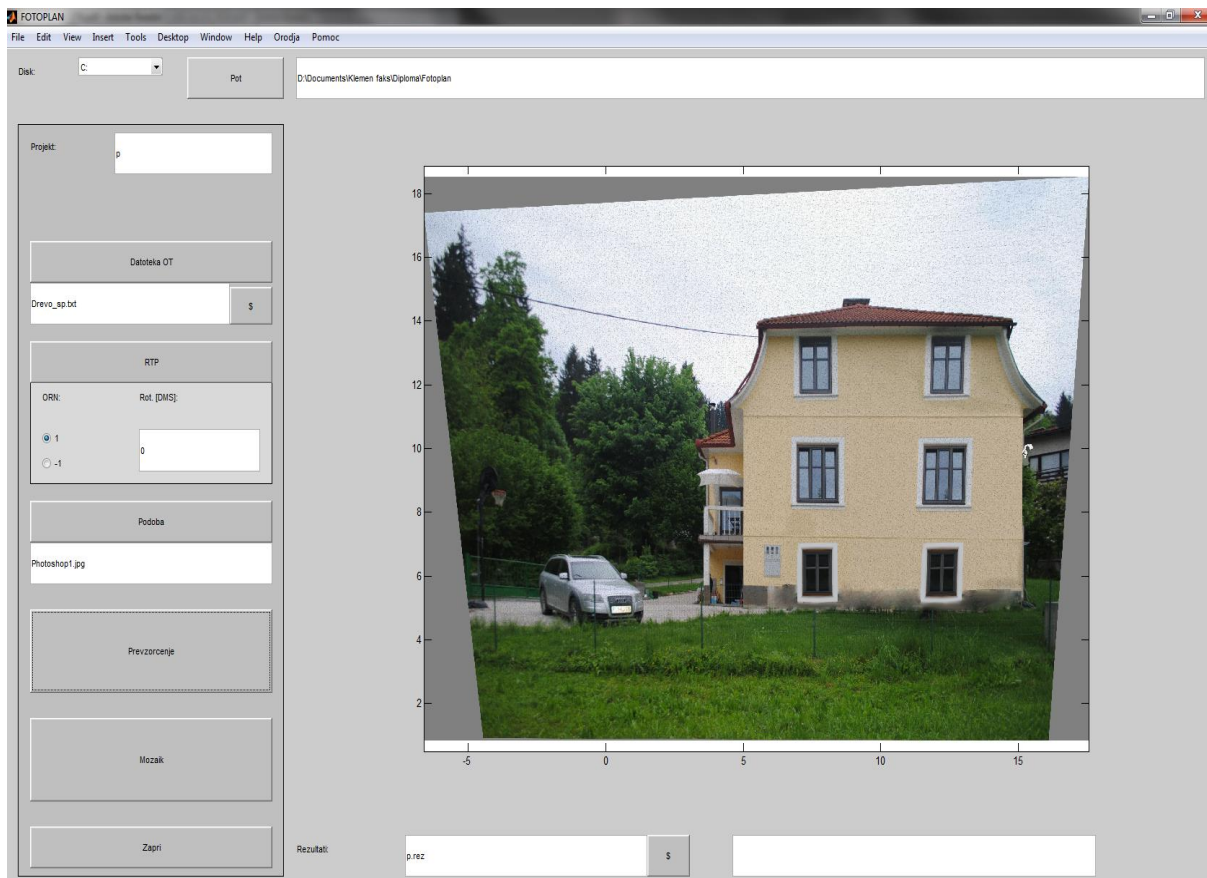 FOTOPLAN
File Edit View Insert Tools Desktop Window Help Orodja Pomoc
Disk:
C:
Pot
D:\Documents\Klemen faks\Diploma\Fotoplan
Projekt:
p
Datoteka OT
Drevo_sp.txt
$
RTP
ORN:
Rot. [DMS]:
1
-1
0
Podoba
Photoshop1.jpg
Prevzorcenje
Mozaik
Zapri
18
16
14
12
10
8
6
4
2
-5 0 5 10 15
Rezultati:
p.rez
$